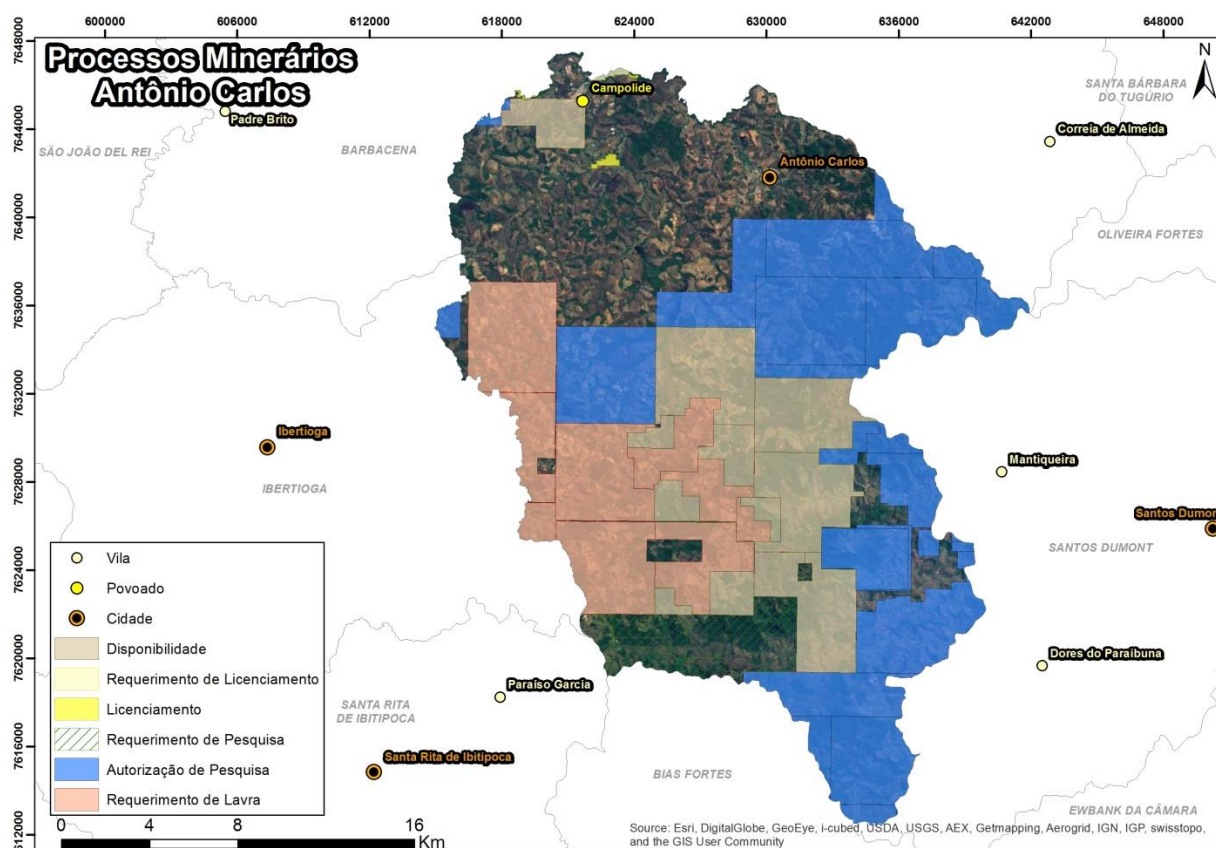 600000 606000 612000 618000 624000 630000 636000 642000 648000
Processos Minerários
Antônio Carlos
N
7648000
7644000
7640000
7636000
7632000
7628000
7624000
7620000
7616000
7612000
Campolide
SANTA BÁRBARA
DO TUGÚRIO
Padre Brito
Correia de Almeida
SÃO JOÃO DEL REI
BARBACENA
Antônio Carlos
OLIVEIRA FORTES
Ibertioga
Mantiqueira
IBERTIOGA
Santos Dumon
SANTOS DUMONT
Dores do Paraibuna
Paraíso Garcia
SANTA RITA
DE IBITIPOCA
Santa Rita de Ibitipoca
BIAS FORTES
EWBANK DA CÂMARA
Vila
Povoado
Cidade
Disponibilidade
Requerimento de Licenciamento
Licenciamento
Requerimento de Pesquisa
Autorização de Pesquisa
Requerimento de Lavra
0 4 8 16
Km
Source: Esri, DigitalGlobe, GeoEye, i-cubed, USDA, USGS, AEX, Getmapping, Aerogrid, IGN, IGP, swisstopo,
and the GIS User Community